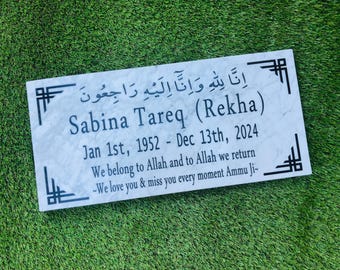 اِنَّا لِلّٰهِ وَاِنَّآ اِلَيْهِ رَاجِعُونَ
Sabina Tareq (Rekha)
Jan 1st, 1952 - Dec 13th, 2024
We belong to Allah and to Allah we return
~We love you & miss you every moment Ammu Ji~